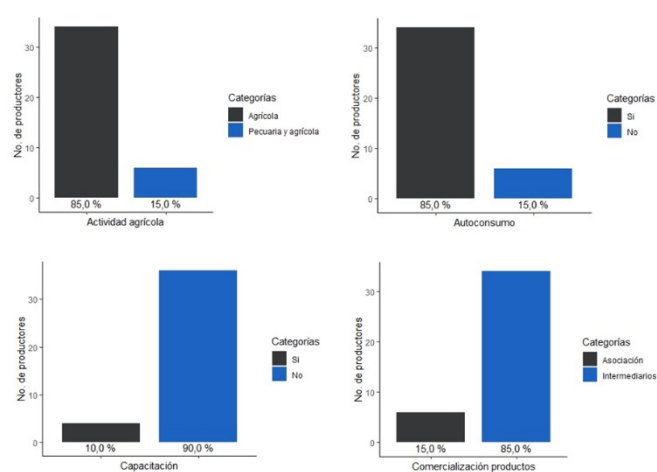 No. de productores
30
20
10
0
85,0 %
15,0 %
Actividad agrícola
Categorías
Agrícola
Pecuaria y agrícola
No. de productores
30
20
10
0
85,0 %
15,0 %
Autoconsumo
Categorías
Si
No
No. de productores
30
20
10
0
10,0 %
90,0 %
Capacitación
Categorías
Si
No
No. de productores
30
20
10
0
15,0 %
85,0 %
Comercialización productos
Categorías
Asociación
Intermediarios